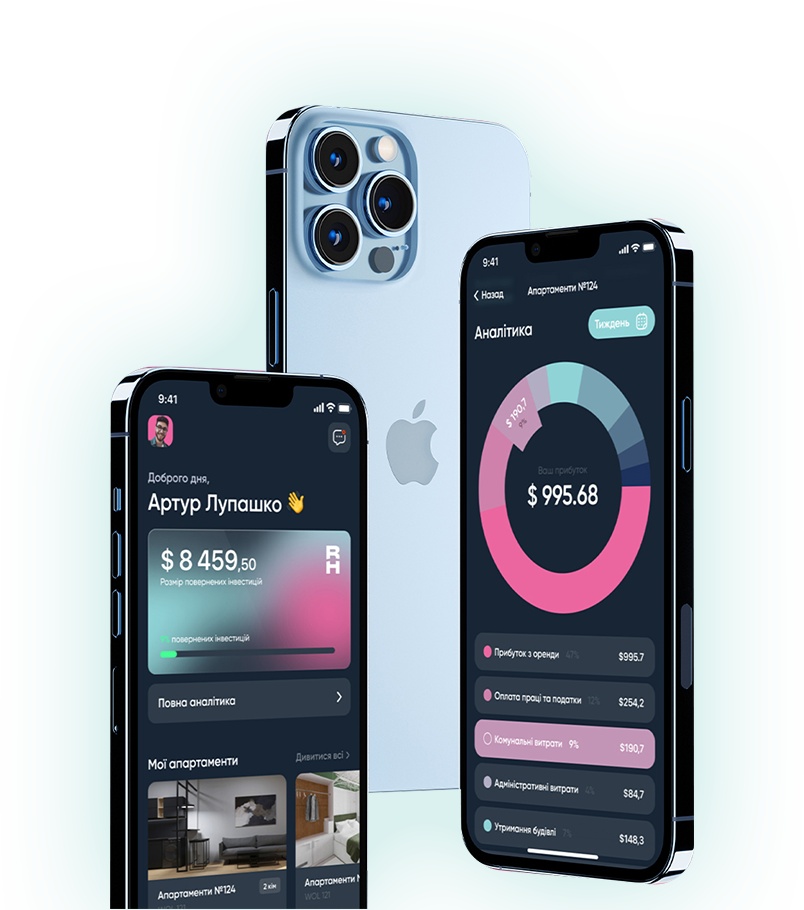 9:41
Доброго дня,
Артур Лупашко 👋
$ 8 459,50
Розмір повернених інвестицій
R
H
повернених інвестицій
Повна аналітика
Мої апартаменти
Дивитися всі
Апартаменти №124
2 кім
Апартаменти №
WOL 121
9:41
Назад
Апартаменти №124
Аналітика
Тиждень
$ 190,7
9%
Ваш прибуток
$ 995.68
Прибуток з оренди 47% $995.7
Оплата праці та податки 12% $254,2
Комунальні витрати 9% $190,7
Адміністративні витрати 4% $84,7
Утримання будівлі 7% $148,3